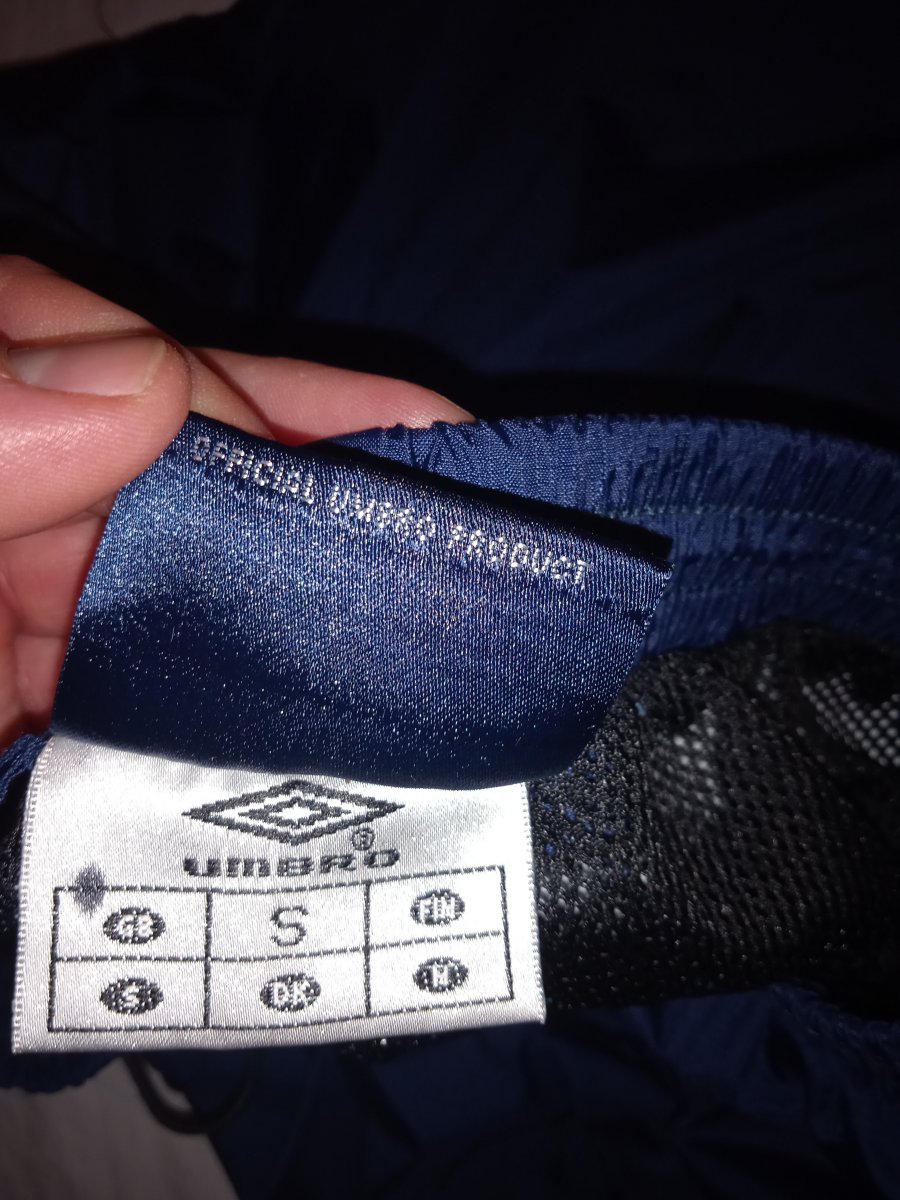 OFFICIAL UMBRO PRODUCT
®
UMBRO
GB S FIN
S DK N